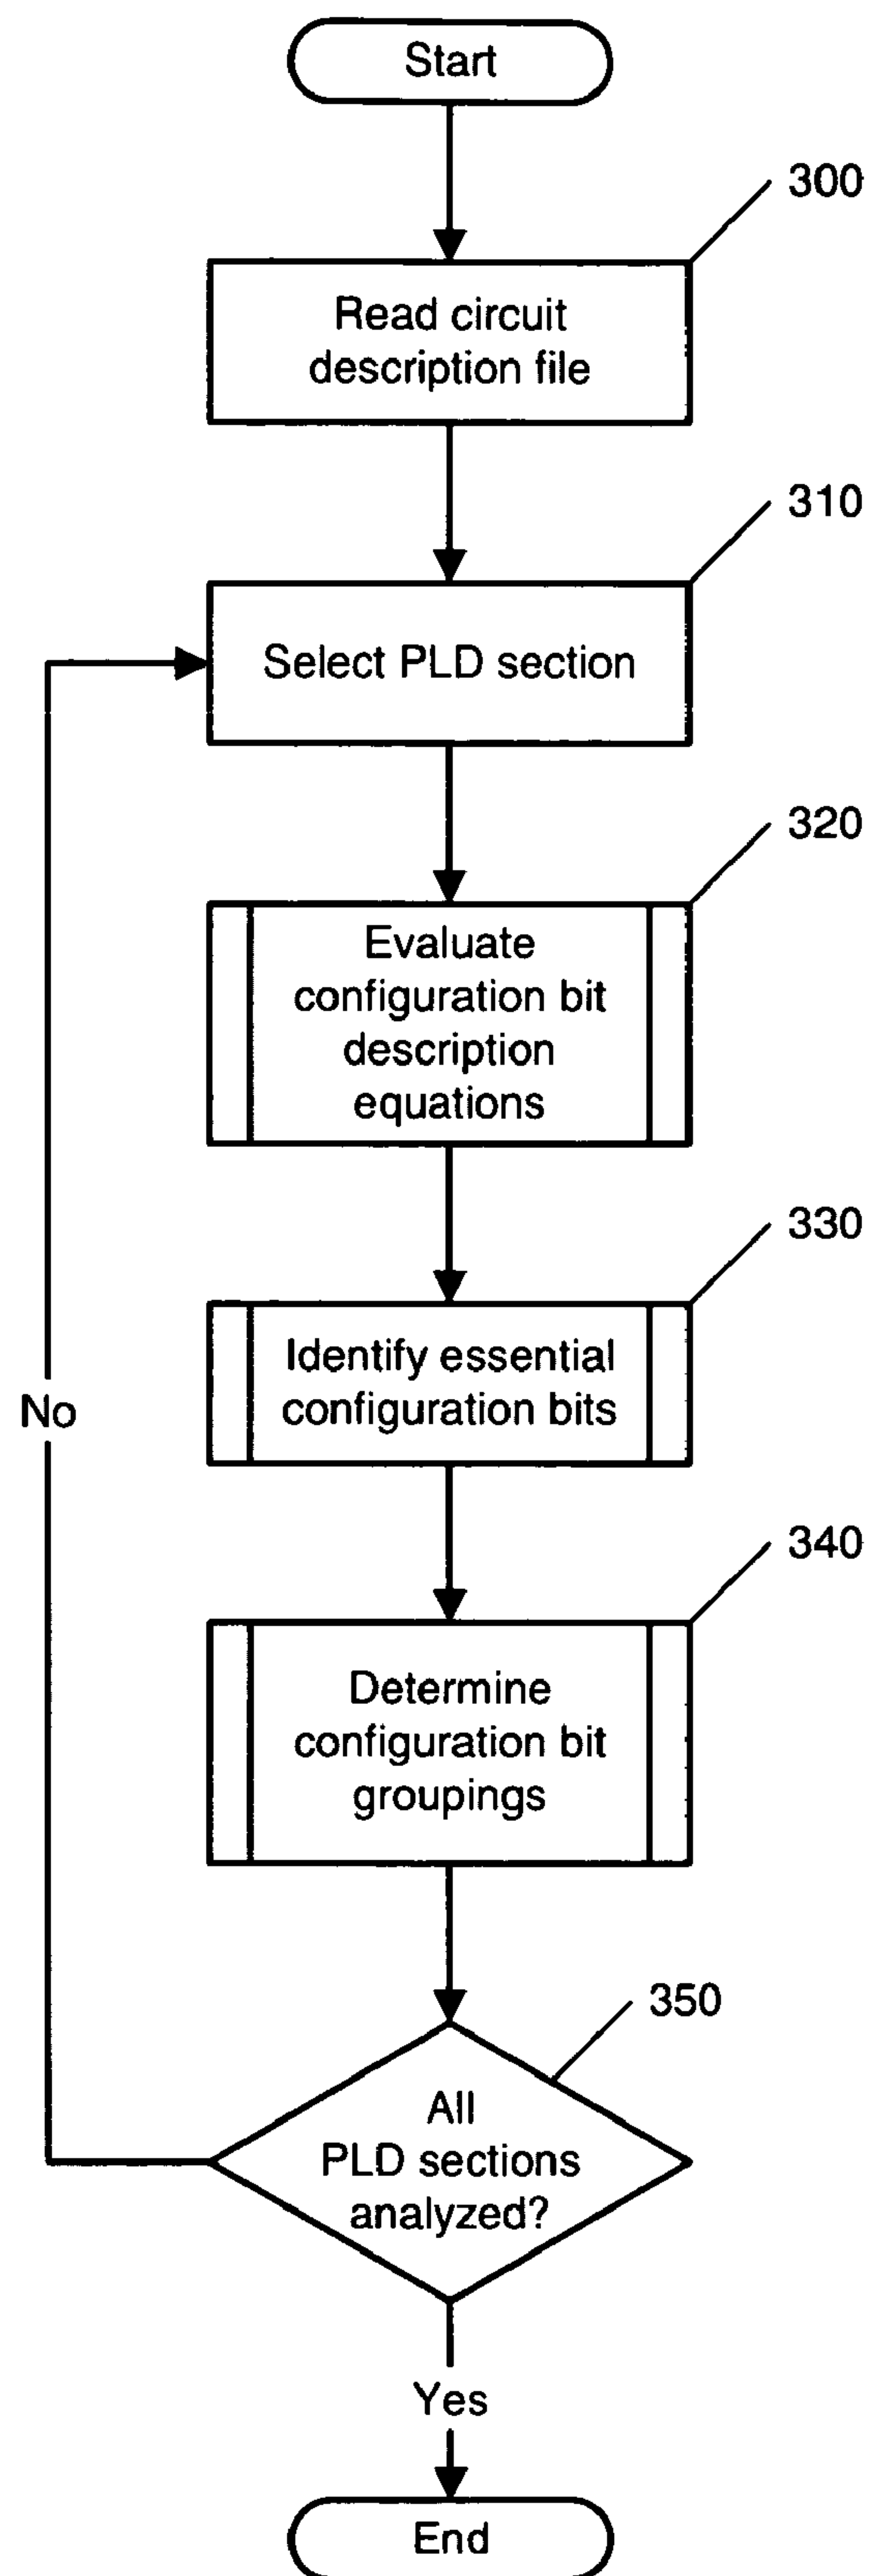 Start
300
Read circuit
description file
310
Select PLD section
320
Evaluate
configuration bit
description
equations
330
Identify essential
configuration bits
No
340
Determine
configuration bit
groupings
350
All
PLD sections
analyzed?
Yes
End